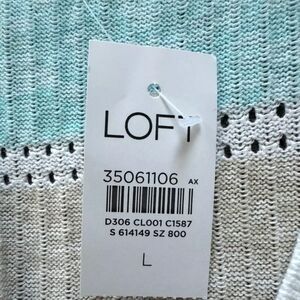 LOFT
35061106 AX
D306 CL001 C1587
S 614149 SZ 800
L